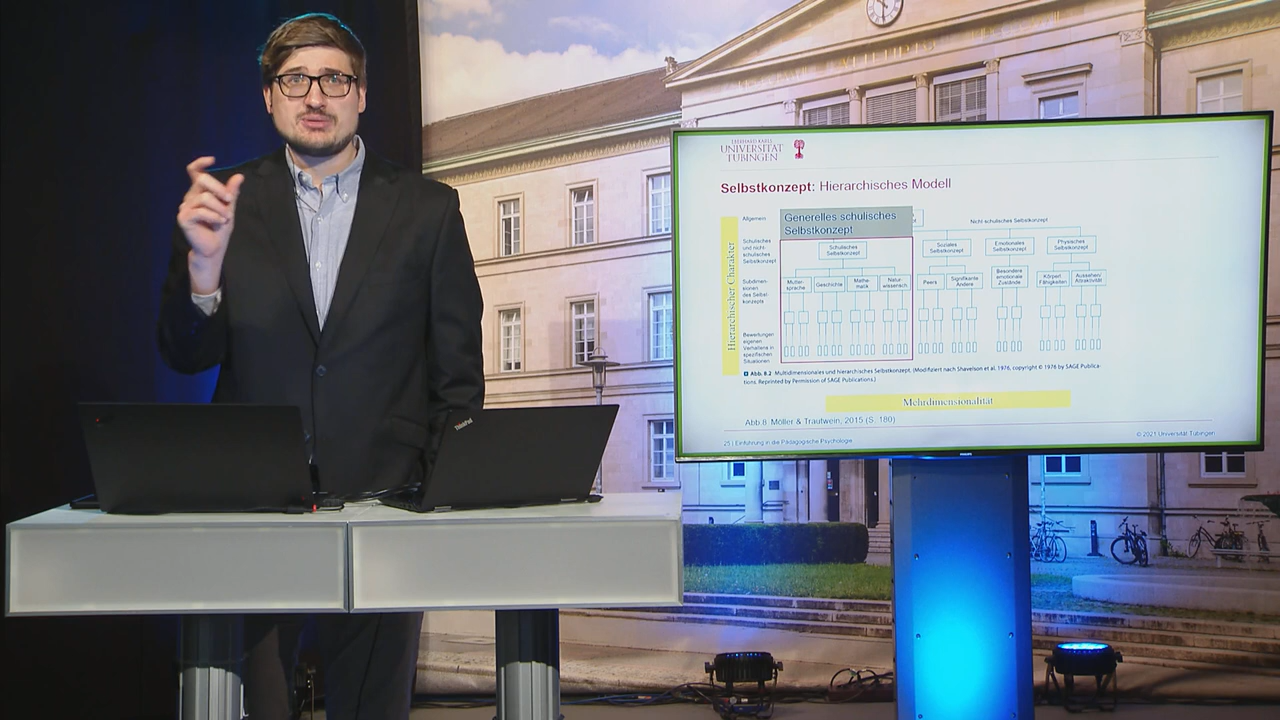 EBERHARD KARLS
UNIVERSITÄT
TÜBINGEN
Selbstkonzept: Hierarchisches Modell
Hierarchischer Charakter
Allgemein
Generelles schulisches
Selbstkonzept
Nicht-schulisches Selbstkonzept
Schulisches
und nicht-
schulisches
Selbstkonzept
Schulisches
Selbstkonzept
Soziales
Selbstkonzept
Emotionales
Selbstkonzept
Physisches
Selbstkonzept
Subdimen-
sionen
des Selbst-
konzepts
Mutter-
sprache
Geschichte
Mathe-
matik
Natur-
wissensch.
Peers
Signifikante
Andere
Besondere
emotionale
Zustände
Körperl.
Fähigkeiten
Aussehen/
Attraktivität
Bewertungen
eigenen
Verhaltens in
spezifischen
Situationen
Abb. 8.2 Multidimensionales und hierarchisches Selbstkonzept. (Modifiziert nach Shavelson et al. 1976, copyright © 1976 by SAGE Publica-
tions. Reprinted by Permission of SAGE Publications.)
Mehrdimensionalität
Abb.8. Möller & Trautwein, 2015 (S. 180)
25 | Einführung in die Pädagogische Psychologie
© 2021 Universität Tübingen
PHILIPS
ThinkPad